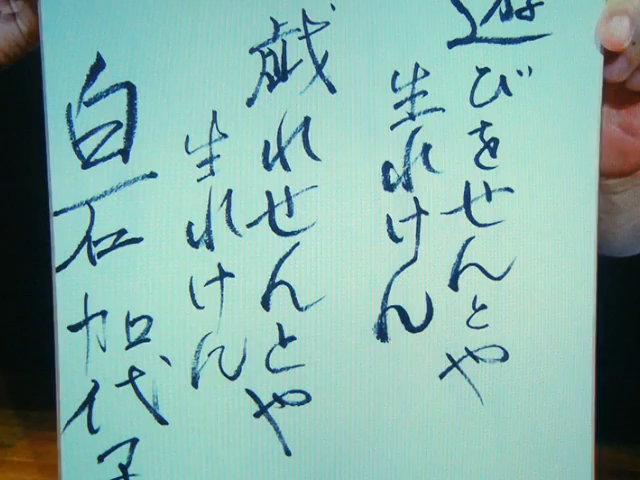 遊びをせんとや
生れけん
戯れせんとや
生れけん
白石加代子